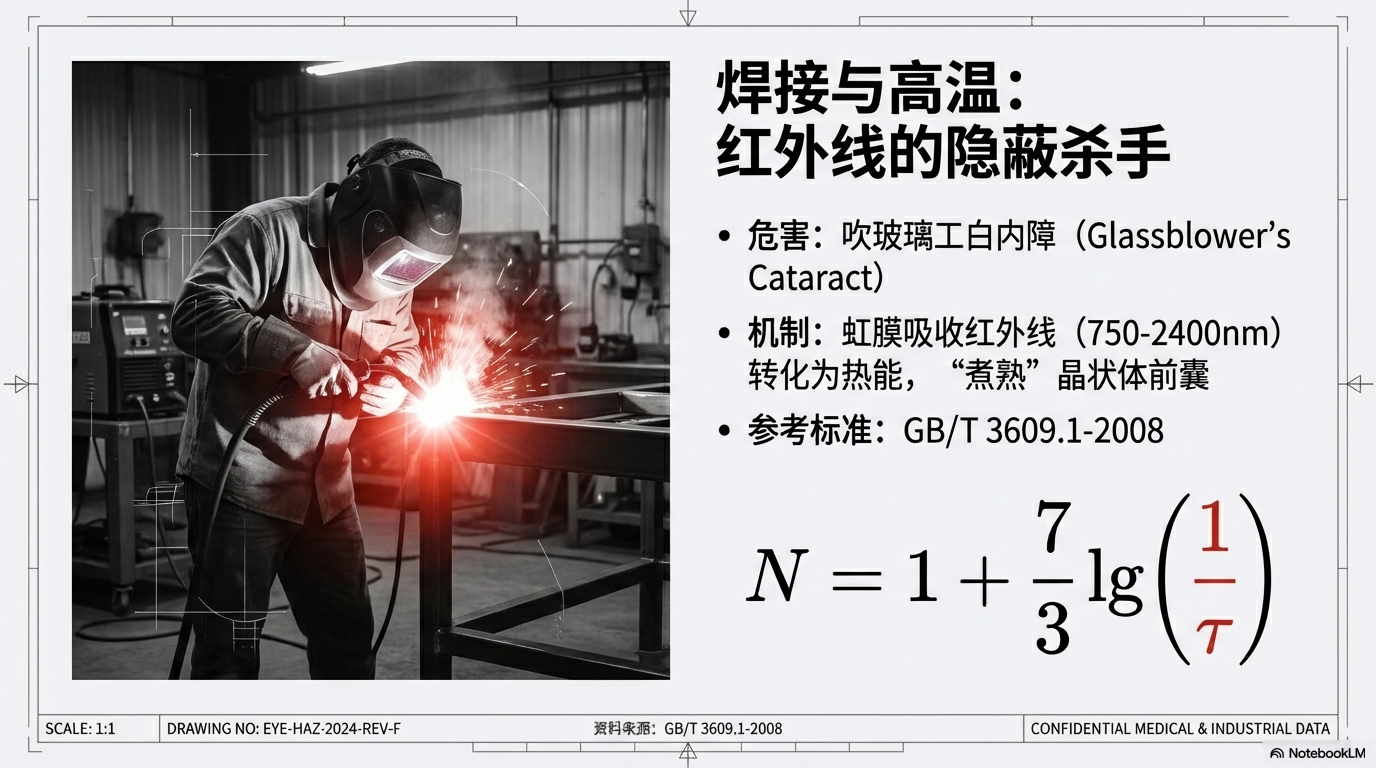 焊接与高温：
红外线的隐蔽杀手
• 危害：吹玻璃工白内障（Glassblower’s
Cataract）
• 机制：虹膜吸收红外线（750-2400nm）
转化为热能，“煮熟”晶状体前囊
• 参考标准：GB/T 3609.1-2008
N = 1 + 7/3 lg(1/τ)
SCALE: 1:1
DRAWING NO: EYE-HAZ-2024-REV-F
GB/T 3609.1-2008
CONFIDENTIAL MEDICAL & INDUSTRIAL DATA
NotebookLM